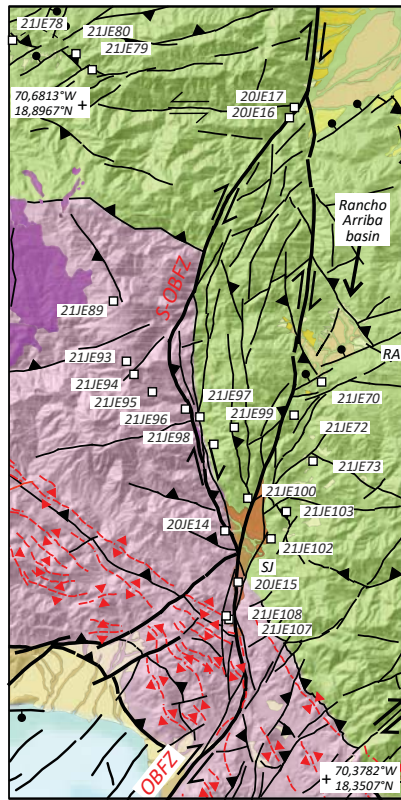 21JE78
21JE80
21JE79
70,6813°W
18,8967°N +
20JE17
20JE16
Rancho
Arriba
basin
S- OBFZ
21JE89
RA
21JE93
21JE94
21JE95
21JE96
21JE97
21JE99
21JE98
21JE70
21JE72
21JE73
21JE100
21JE103
20JE14
21JE102
SJ
20JE15
21JE108
21JE107
OBFZ
+ 70,3782°W
18,3507°N